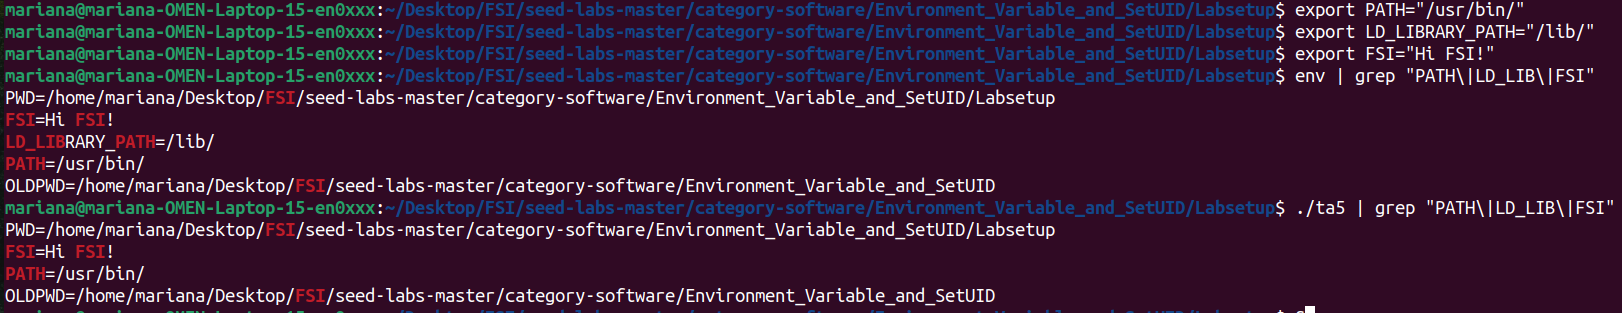 mariana@mariana-OMEN-Laptop-15-en0xxx:~/Desktop/FSI/seed-labs-master/category-software/Environment_Variable_and_SetUID/Labsetup$ export PATH="/usr/bin/"
mariana@mariana-OMEN-Laptop-15-en0xxx:~/Desktop/FSI/seed-labs-master/category-software/Environment_Variable_and_SetUID/Labsetup$ export LD_LIBRARY_PATH="/lib/"
mariana@mariana-OMEN-Laptop-15-en0xxx:~/Desktop/FSI/seed-labs-master/category-software/Environment_Variable_and_SetUID/Labsetup$ export FSI="Hi FSI!"
mariana@mariana-OMEN-Laptop-15-en0xxx:~/Desktop/FSI/seed-labs-master/category-software/Environment_Variable_and_SetUID/Labsetup$ env | grep "PATH\|LD_LIB\|FSI"
PWD=/home/mariana/Desktop/FSI/seed-labs-master/category-software/Environment_Variable_and_SetUID/Labsetup
FSI=Hi FSI!
LD_LIBRARY_PATH=/lib/
PATH=/usr/bin/
OLDPWD=/home/mariana/Desktop/FSI/seed-labs-master/category-software/Environment_Variable_and_SetUID
mariana@mariana-OMEN-Laptop-15-en0xxx:~/Desktop/FSI/seed-labs-master/category-software/Environment_Variable_and_SetUID/Labsetup$ ./ta5 | grep "PATH\|LD_LIB\|FSI"
PWD=/home/mariana/Desktop/FSI/seed-labs-master/category-software/Environment_Variable_and_SetUID/Labsetup
FSI=Hi FSI!
PATH=/usr/bin/
OLDPWD=/home/mariana/Desktop/FSI/seed-labs-master/category-software/Environment_Variable_and_SetUID